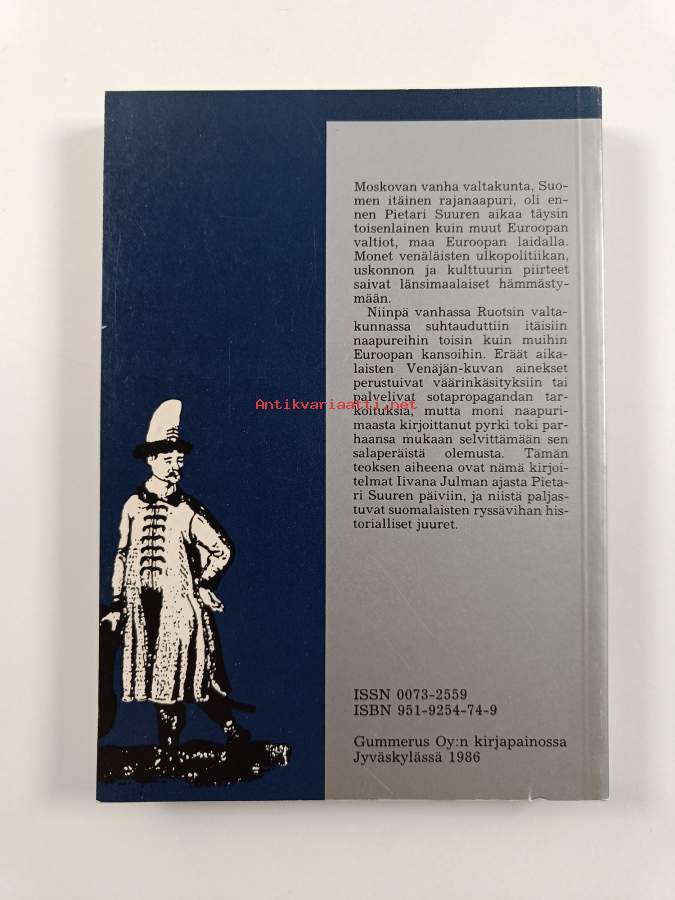 Moskovan vanha valtakunta, Suo-
men itäinen rajanaapuri, oli en-
nen Pietari Suuren aikaa täysin
toisenlainen kuin muut Euroopan
valtiot, maa Euroopan laidalla.
Monet venäläisten ulkopolitiikan,
uskonnon ja kulttuurin piirteet
saivat länsimaalaiset hämmästy-
mään.
Niinpä vanhassa Ruotsin valta-
kunnassa suhtauduttiin itäisiin
naapureihin toisin kuin muihin
Euroopan kansoihin. Eräät aika-
laisten Venäjän-kuvan ainekset
perustuivat väärinkäsityksiin tai
palvelivat sotapropagandan tar-
koituksia, mutta moni naapuri-
maasta kirjoittanut pyrki toki par-
haansa mukaan selvittämään sen
salaperäistä olemusta. Tämän
teoksen aiheena ovat nämä kirjoi-
telmat Iivana Julman ajasta Pieta-
ri Suuren päiviin, ja niistä paljas-
tuvat suomalaisten ryssävihan his-
torialliset juuret.
Antikvariaatti.net
ISSN 0073-2559
ISBN 951-9254-74-9
Gummerus Oy:n kirjapainossa
Jyväskylässä 1986